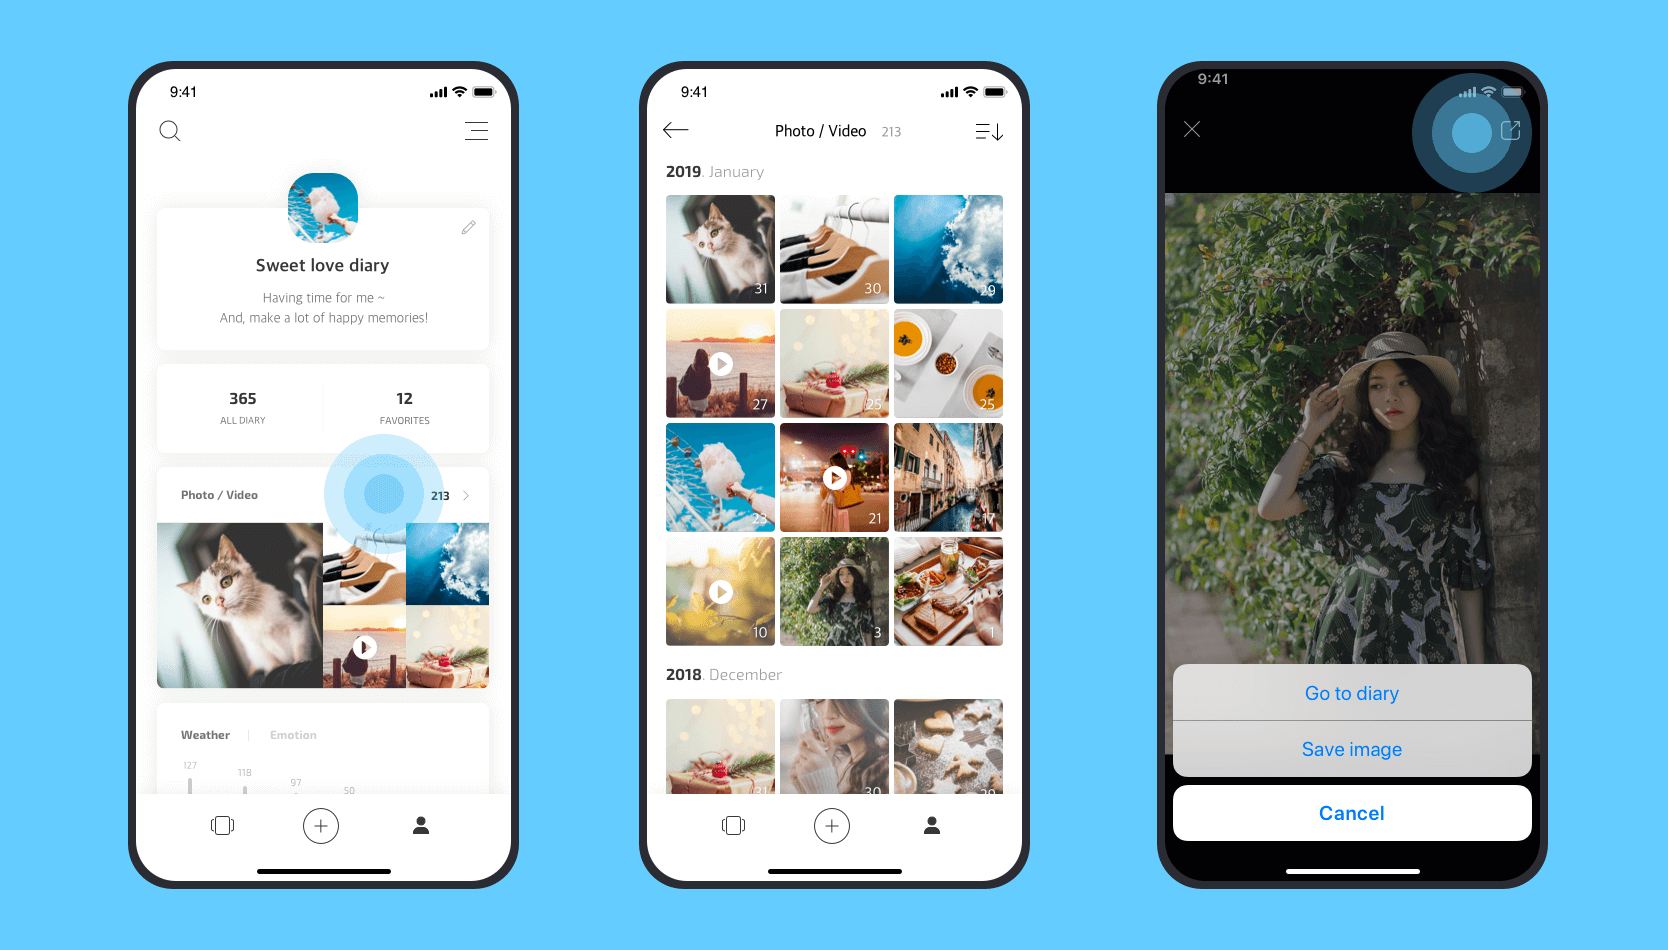 9:41
Sweet love diary
Having time for me ~
And, make a lot of happy memories!
365
ALL DIARY
12
FAVORITES
Photo / Video
213
Weather
Emotion
127
118
97
50
9:41
Photo / Video 213
2019. January
31
30
29
27
25
25
23
21
17
10
3
1
2018. December
31
30
29
9:41
Go to diary
Save image
Cancel